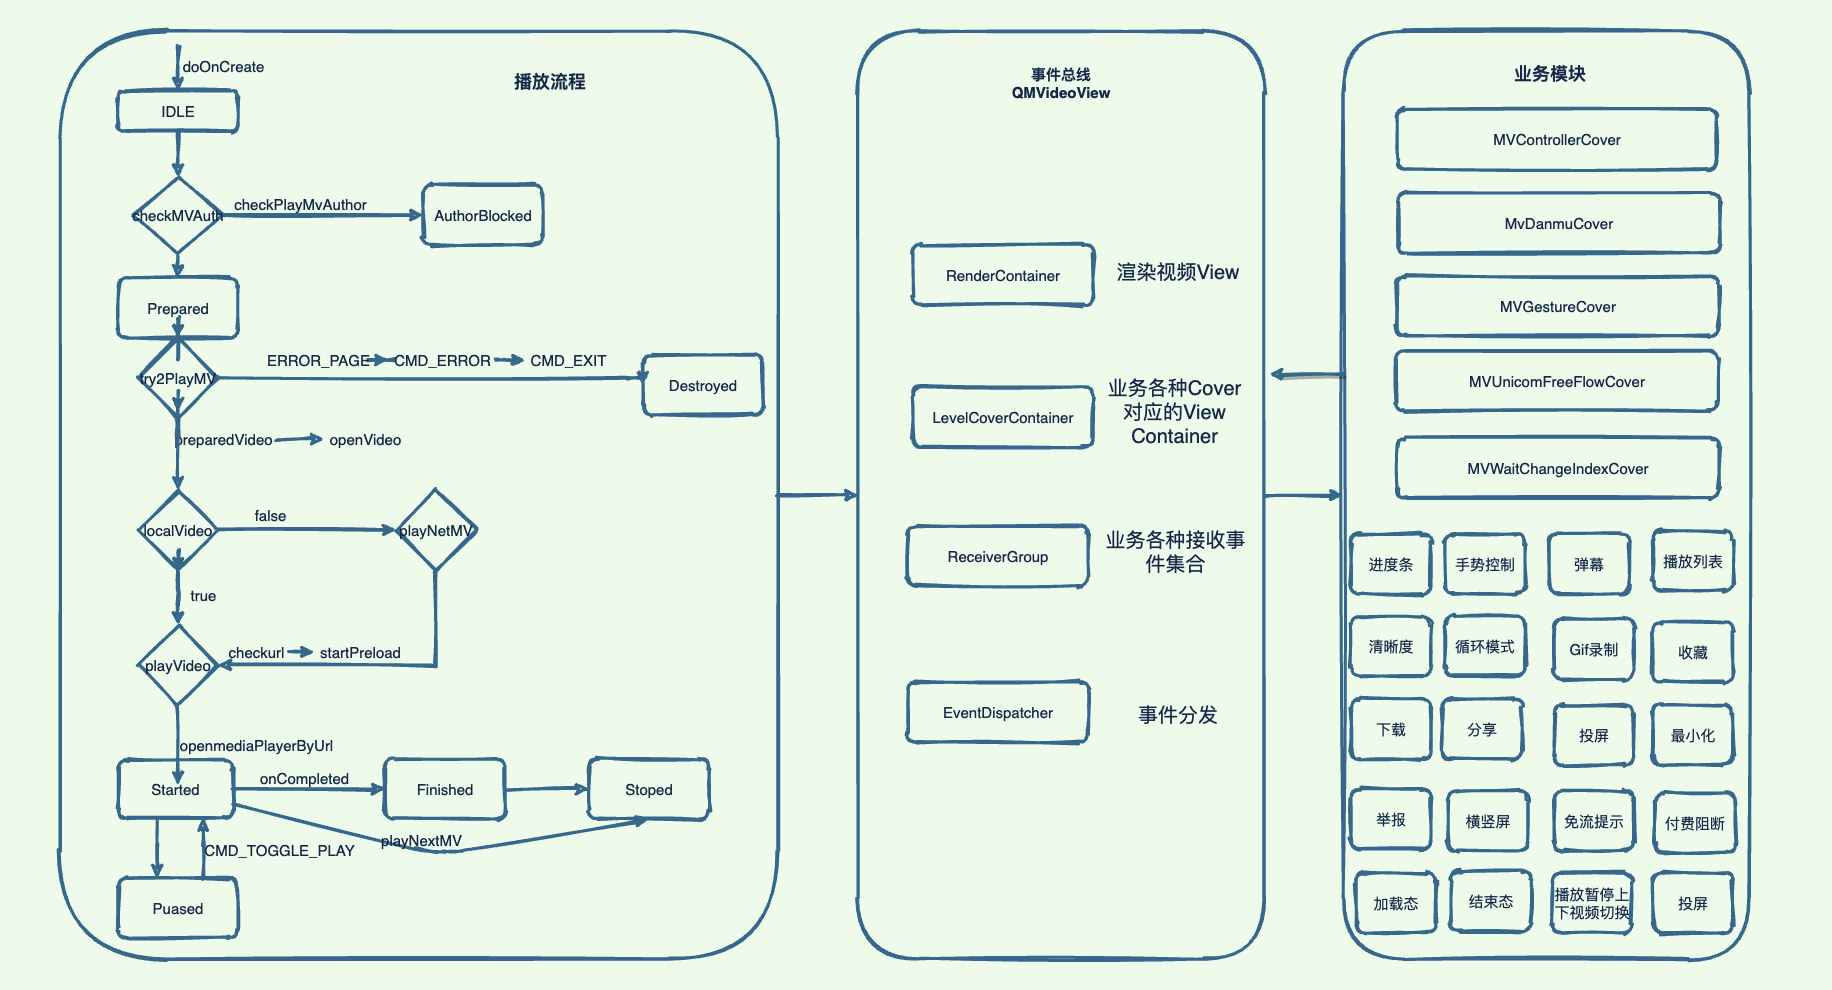 播放流程
doOnCreate
IDLE
checkMVAuth
checkPlayMvAuthor
AuthorBlocked
Prepared
try2PlayMV
ERROR_PAGE
CMD_ERROR
CMD_EXIT
Destroyed
preparedVideo
openVideo
localVideo
false
playNetMV
true
playVideo
checkurl
startPreload
openmediaPlayerByUrl
Started
onCompleted
Finished
Stoped
playNextMV
CMD_TOGGLE_PLAY
Puased
事件总线
QMVideoView
RenderContainer
渲染视频View
LevelCoverContainer
业务各种Cover
对应的View
Container
ReceiverGroup
业务各种接收事
件集合
EventDispatcher
事件分发
业务模块
MVControllerCover
MvDanmuCover
MVGestureCover
MVUnicomFreeFlowCover
MVWaitChangeIndexCover
进度条
手势控制
弹幕
播放列表
清晰度
循环模式
Gif录制
收藏
下载
分享
投屏
最小化
举报
横竖屏
免流提示
付费阻断
加载态
结束态
播放暂停上
下视频切换
投屏